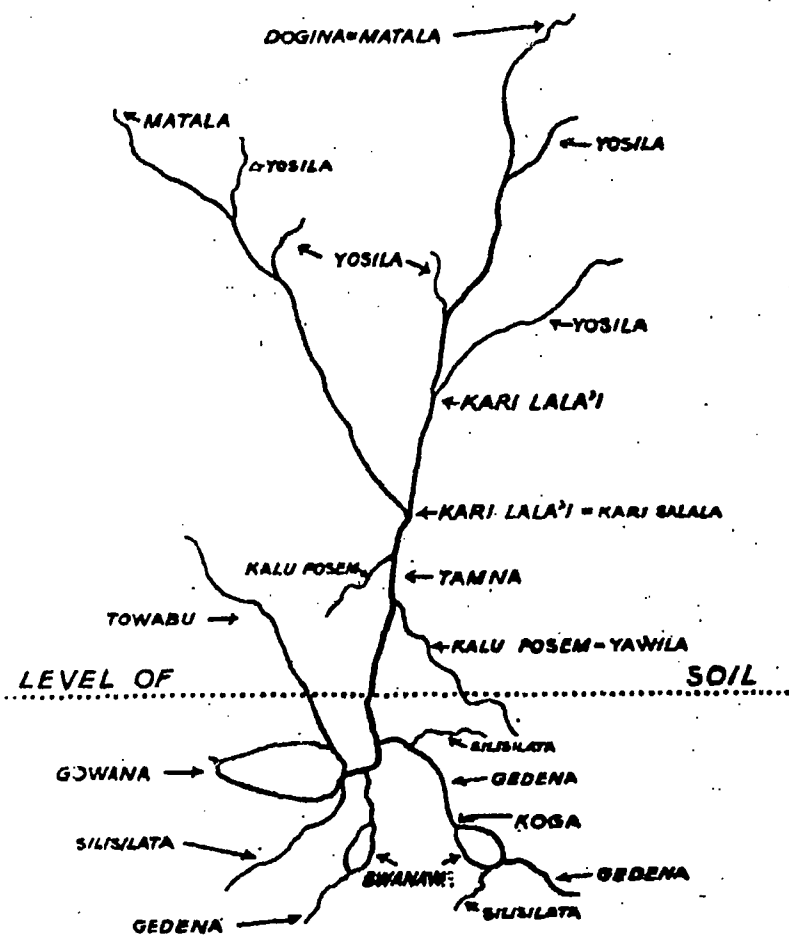 DOGINA=MATALA
MATALA
YOSILA
YOSILA
YOSILA
YOSILA
KARI LALA'I
KARI LALA'I = KARI SALALA
KALU POSEM
TAMNA
TOWABU
KALU POSEM = YAWILA
LEVEL OF SOIL
SILISILATA
GOWANA
GEDENA
KOGA
SILISILATA
BWANAWA
GEDENA
SILISILATA
GEDENA